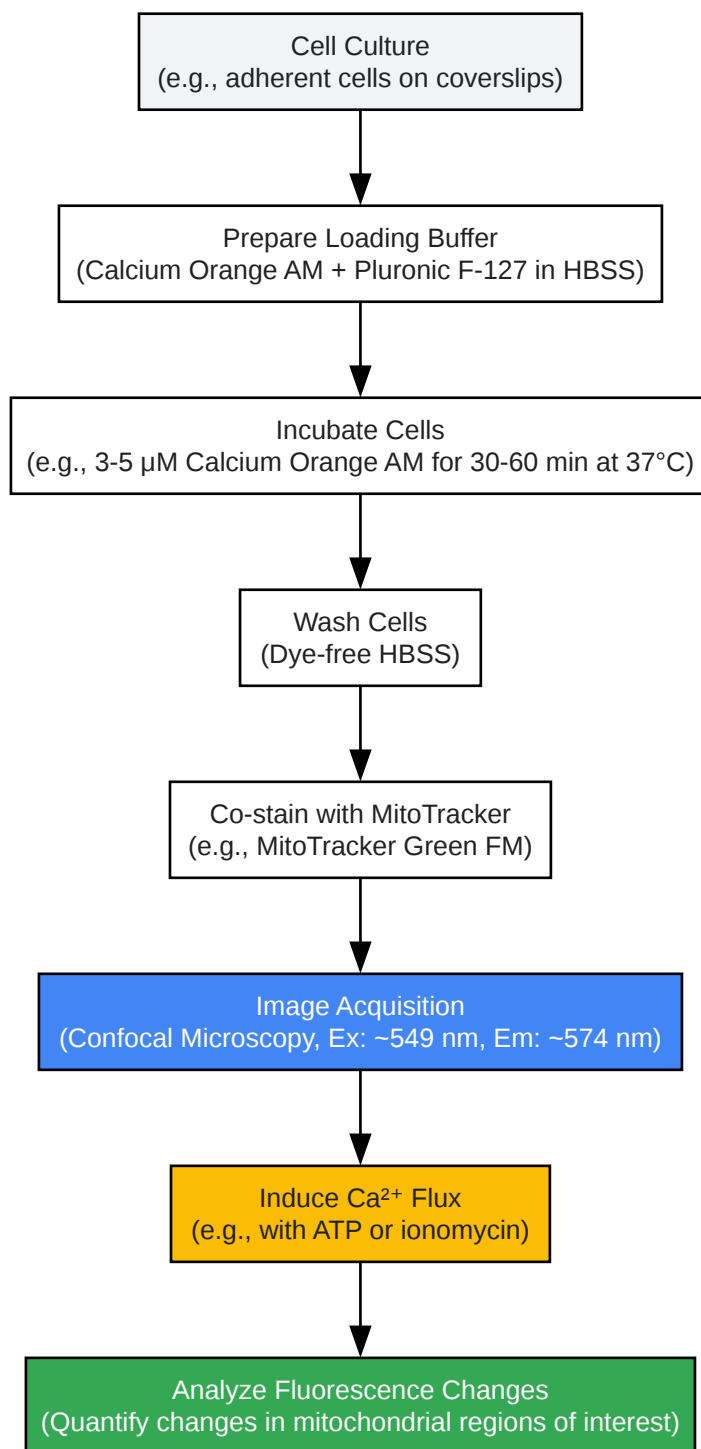 Cell Culture
(e.g., adherent cells on coverslips)
Prepare Loading Buffer
(Calcium Orange AM + Pluronic F-127 in HBSS)
Incubate Cells
(e.g., 3-5 µM Calcium Orange AM for 30-60 min at 37°C)
Wash Cells
(Dye-free HBSS)
Co-stain with MitoTracker
(e.g., MitoTracker Green FM)
Image Acquisition
(Confocal Microscopy, Ex: ~549 nm, Em: ~574 nm)
Induce Ca²⁺ Flux
(e.g., with ATP or ionomycin)
Analyze Fluorescence Changes
(Quantify changes in mitochondrial regions of interest)